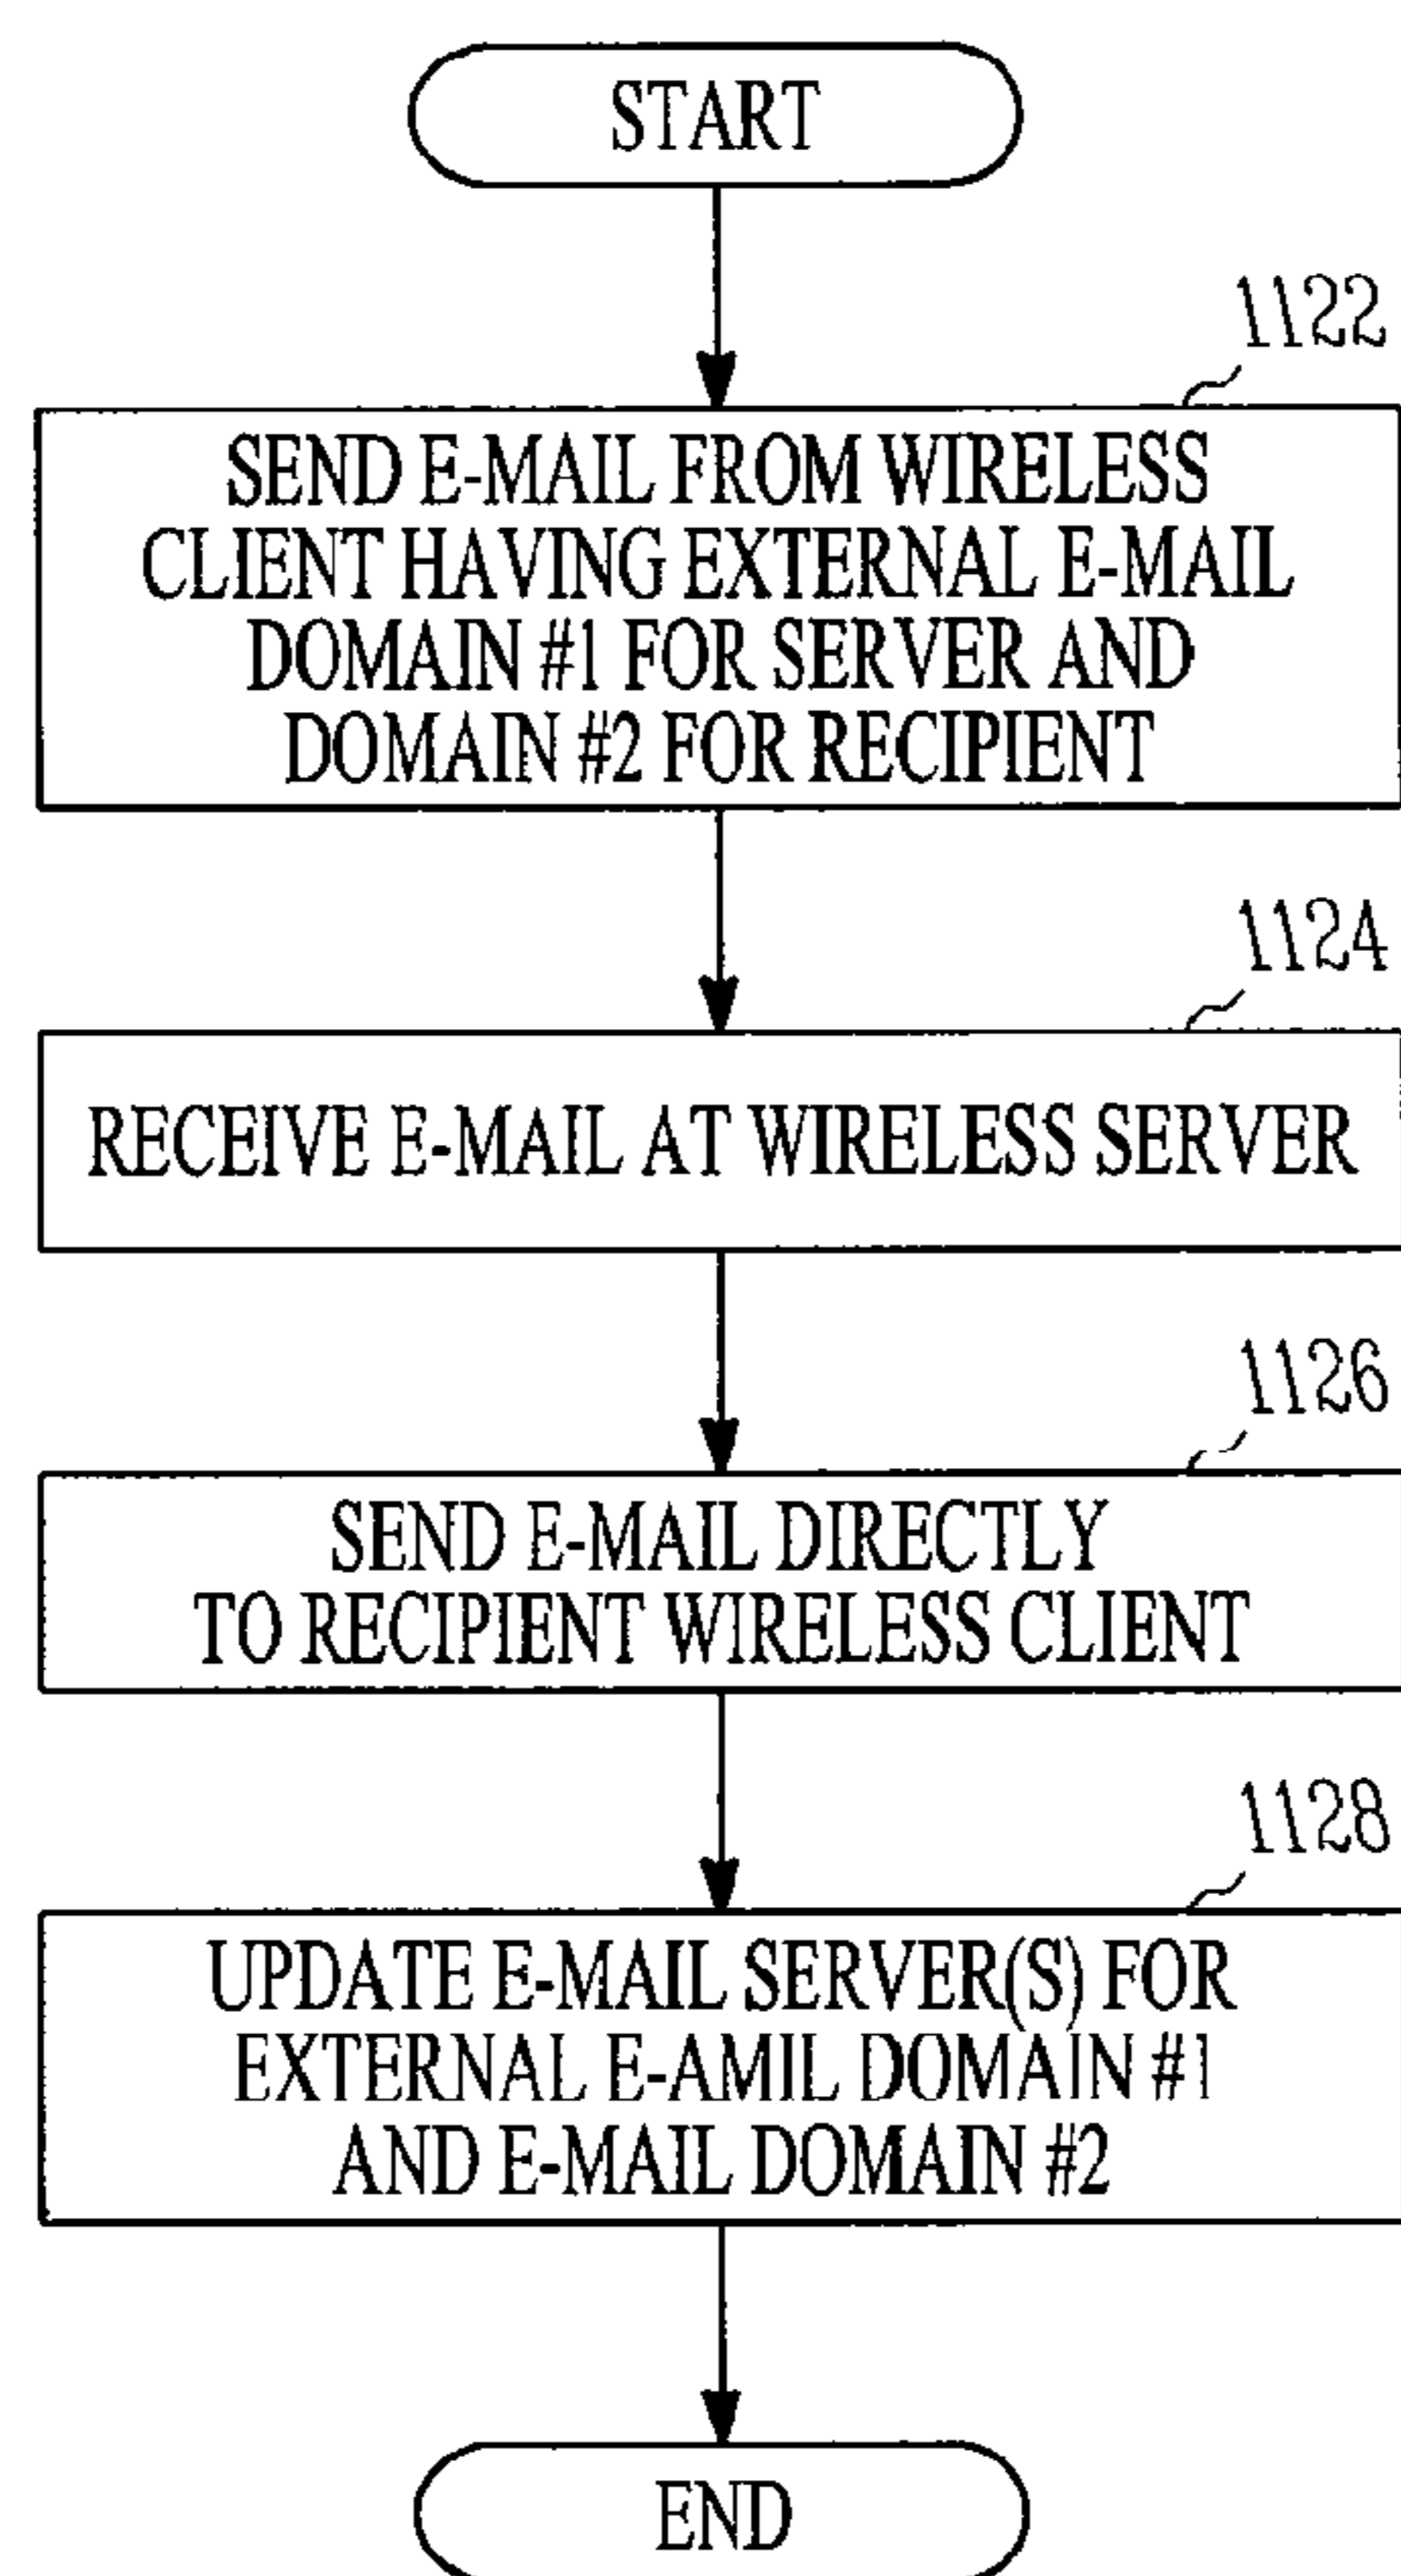 START
1122
SEND E-MAIL FROM WIRELESS
CLIENT HAVING EXTERNAL E-MAIL
DOMAIN #1 FOR SERVER AND
DOMAIN #2 FOR RECIPIENT
1124
RECEIVE E-MAIL AT WIRELESS SERVER
1126
SEND E-MAIL DIRECTLY
TO RECIPIENT WIRELESS CLIENT
1128
UPDATE E-MAIL SERVER(S) FOR
EXTERNAL E-AMIL DOMAIN #1
AND E-MAIL DOMAIN #2
END